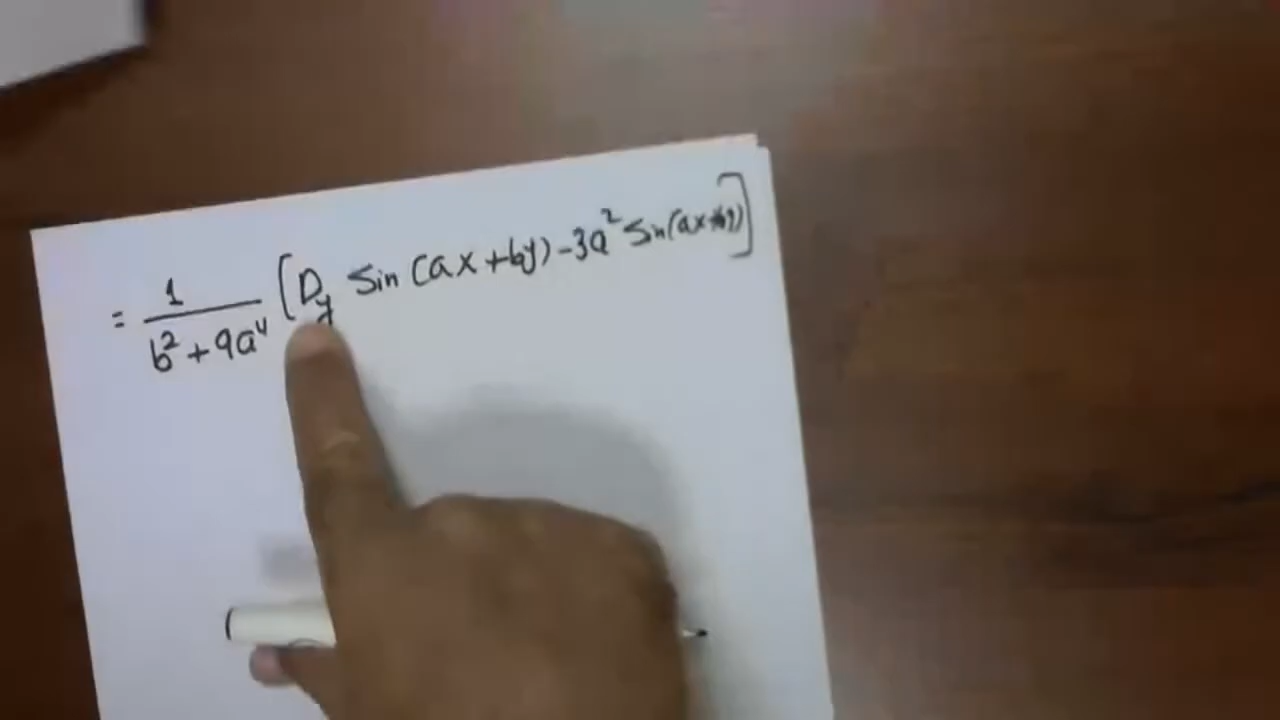 = 1/(b² + 9a⁴) [D_y Sin (ax + by) - 3a² Sin(ax+by)]